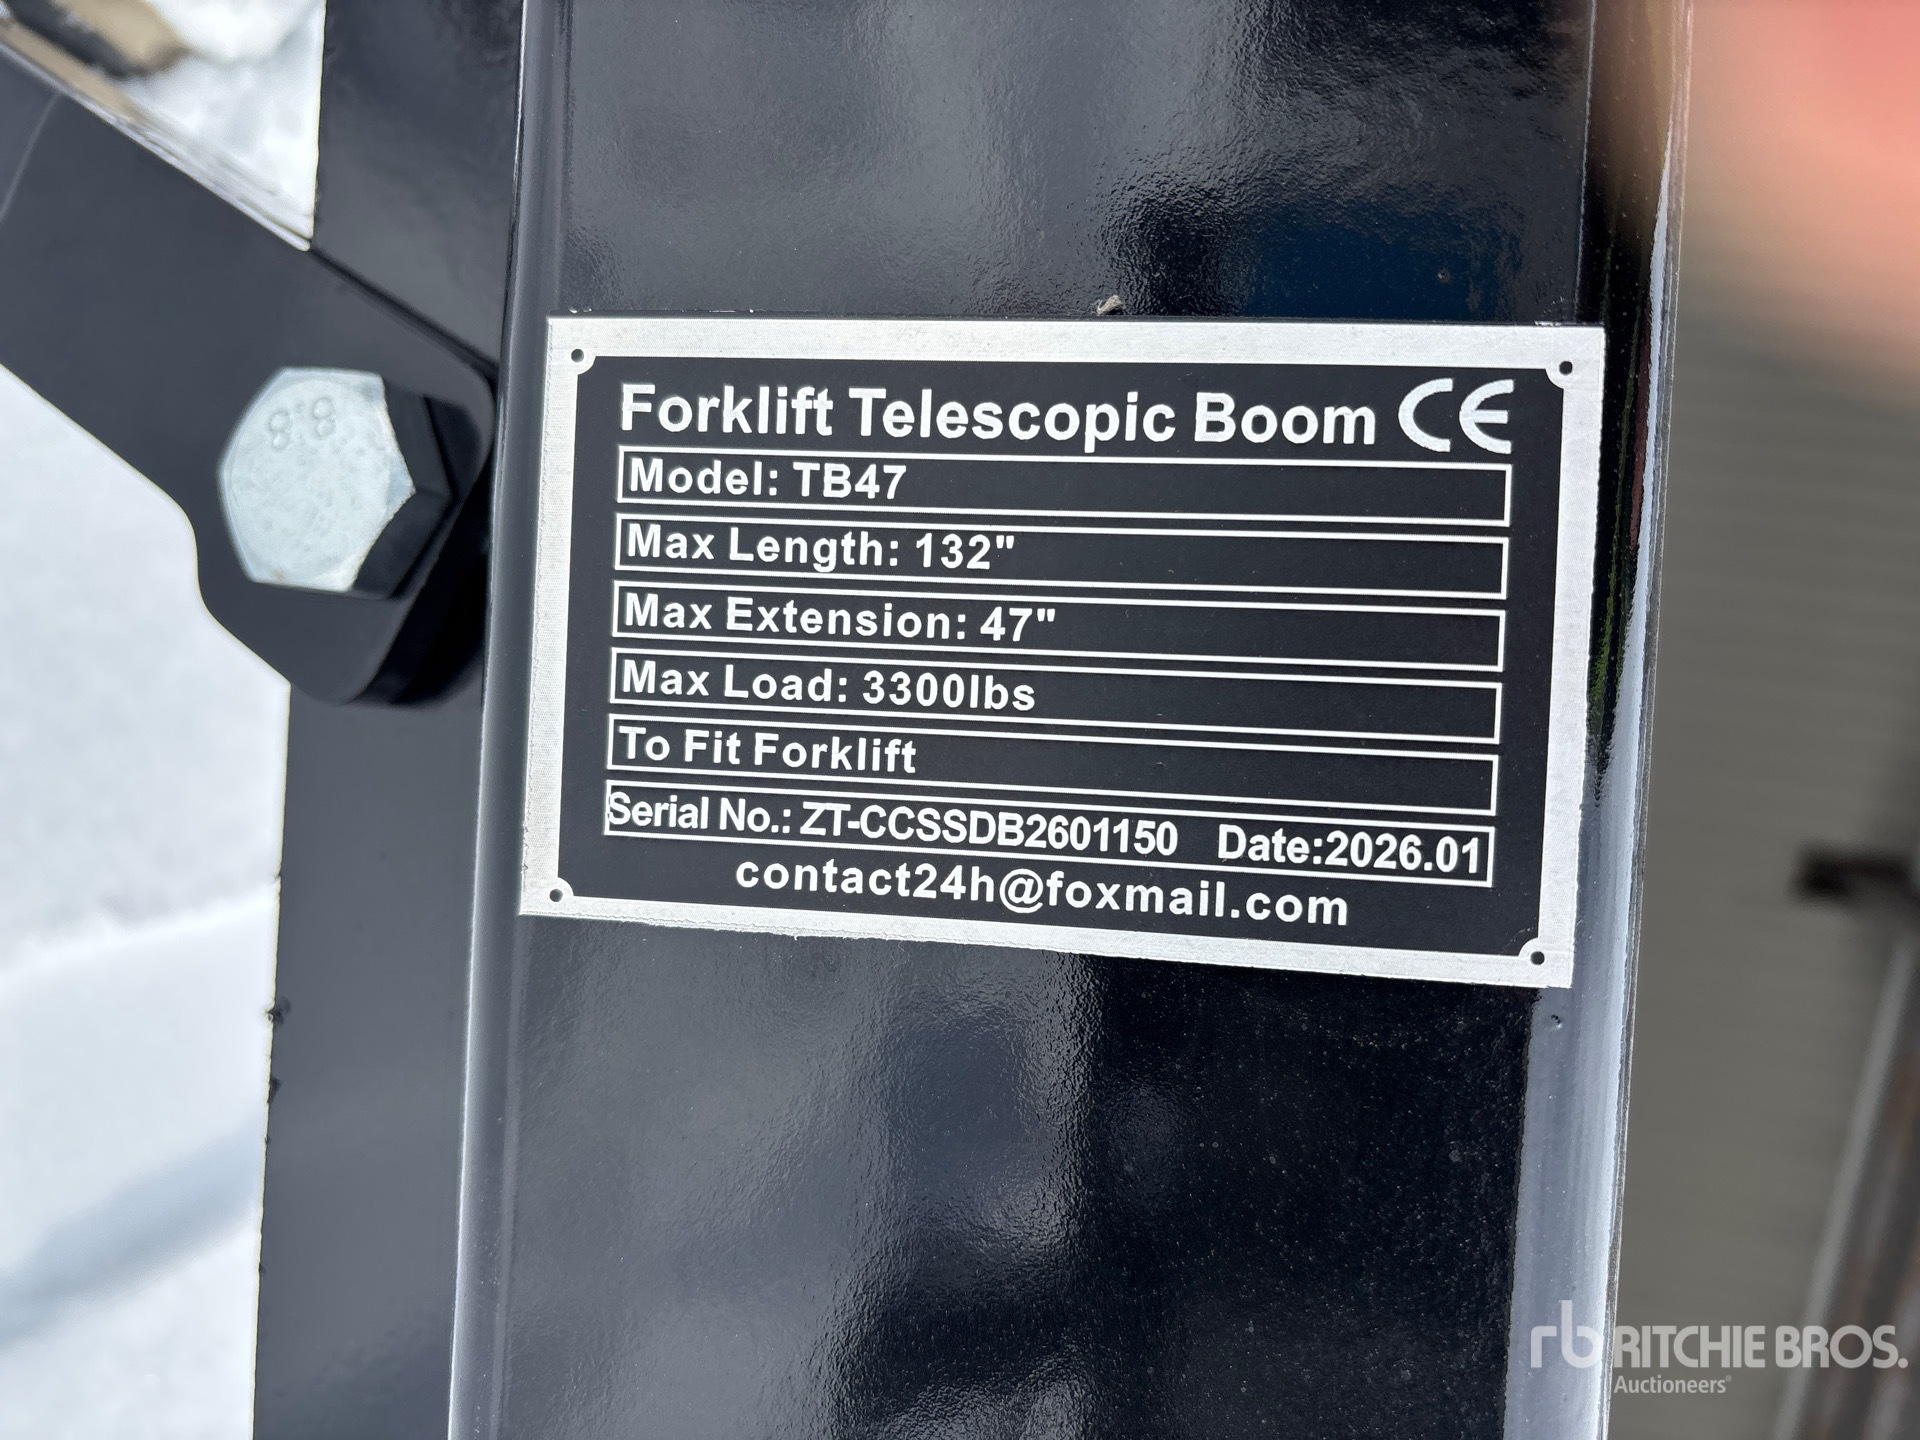 8.8
Forklift Telescopic Boom CE
Model: TB47
Max Length: 132"
Max Extension: 47"
Max Load: 3300lbs
To Fit Forklift
Serial No.: ZT-CCSSDB2601150 Date:2026.01
contact24h@foxmail.com
rb RITCHIE BROS.
Auctioneers